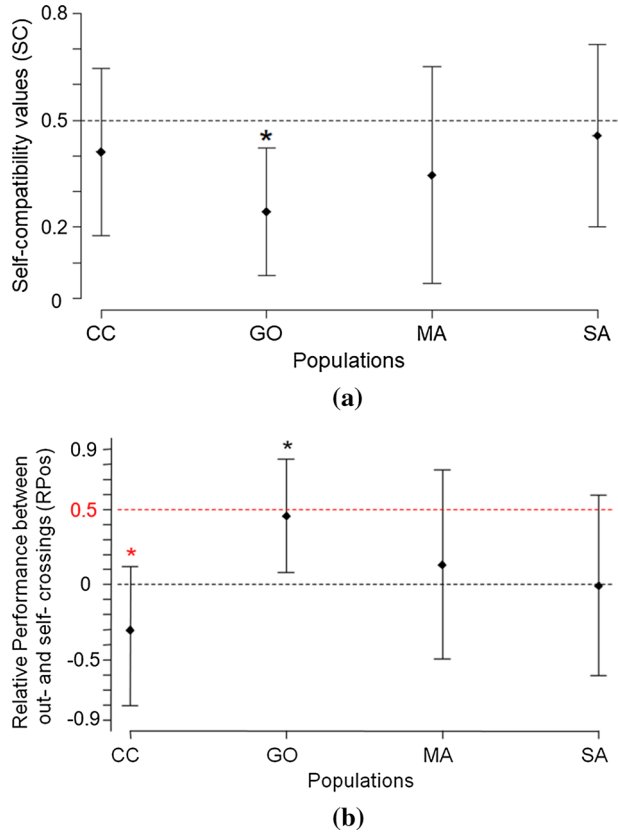 Self-compatibility values (SC)
0.8
0.5
0.2
0
*
CC GO MA SA
Populations
(a)
Relative Performance between
out- and self- crossings (RPos)
0.9
0.5
0
-0.5
-0.9
*
*
CC GO MA SA
Populations
(b)